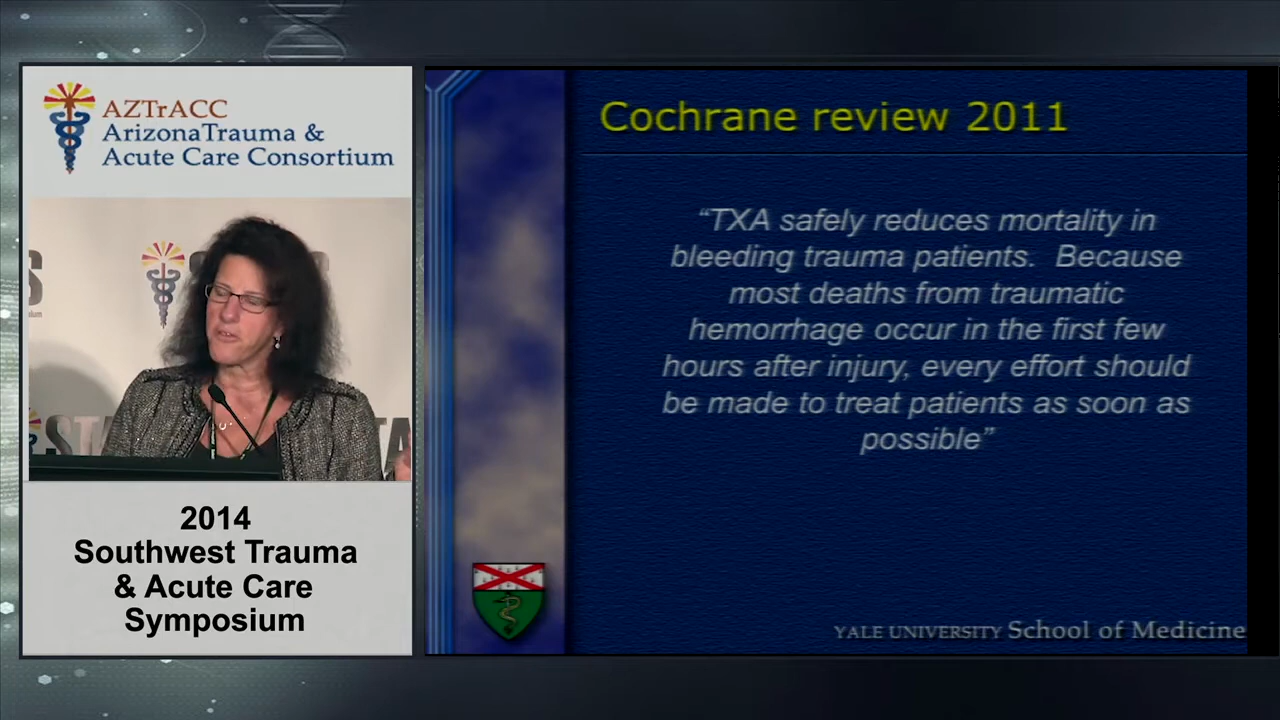 AZTrACC
ArizonaTrauma &
Acute Care Consortium
2014
Southwest Trauma
& Acute Care
Symposium
Cochrane review 2011
“TXA safely reduces mortality in
bleeding trauma patients.  Because
most deaths from traumatic
hemorrhage occur in the first few
hours after injury, every effort should
be made to treat patients as soon as
possible”
YALE UNIVERSITY School of Medicine